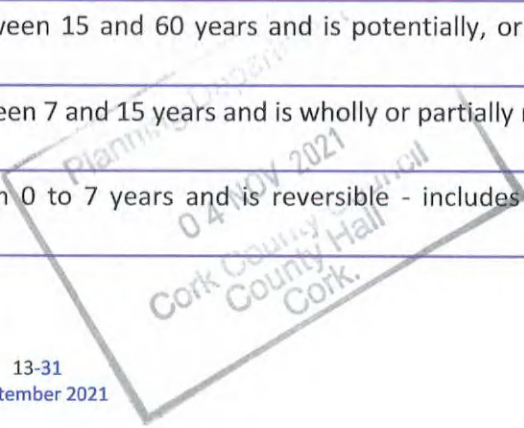 ween 15 and 60 years and is potentially, or
een 7 and 15 years and is wholly or partially
n 0 to 7 years and is reversible - includes
Planning Department
04 NOV 2021
Cork County Council
County Hall
Cork.
13-31
tember 2021